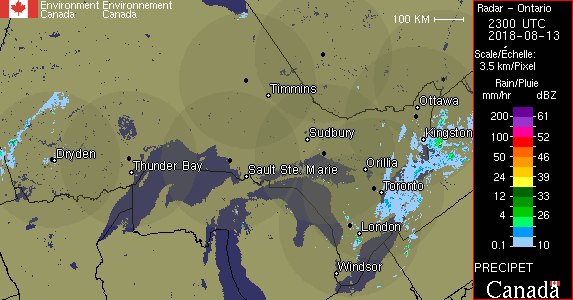 Environment Environnement
Canada Canada
100 KM
Timmins
Ottawa
Kingston
Sudbury
Dryden
Thunder Bay
Sault Ste. Marie
Orillia
Toronto
London
Windsor
Radar - Ontario
2300 UTC
2018-08-13
Scale/Échelle:
3.5 km/Pixel
Rain/Pluie
mm/hr dBZ
200 61
100 52
50 46
24 39
12 33
4 26
0.1 10
PRECIPET
Canada